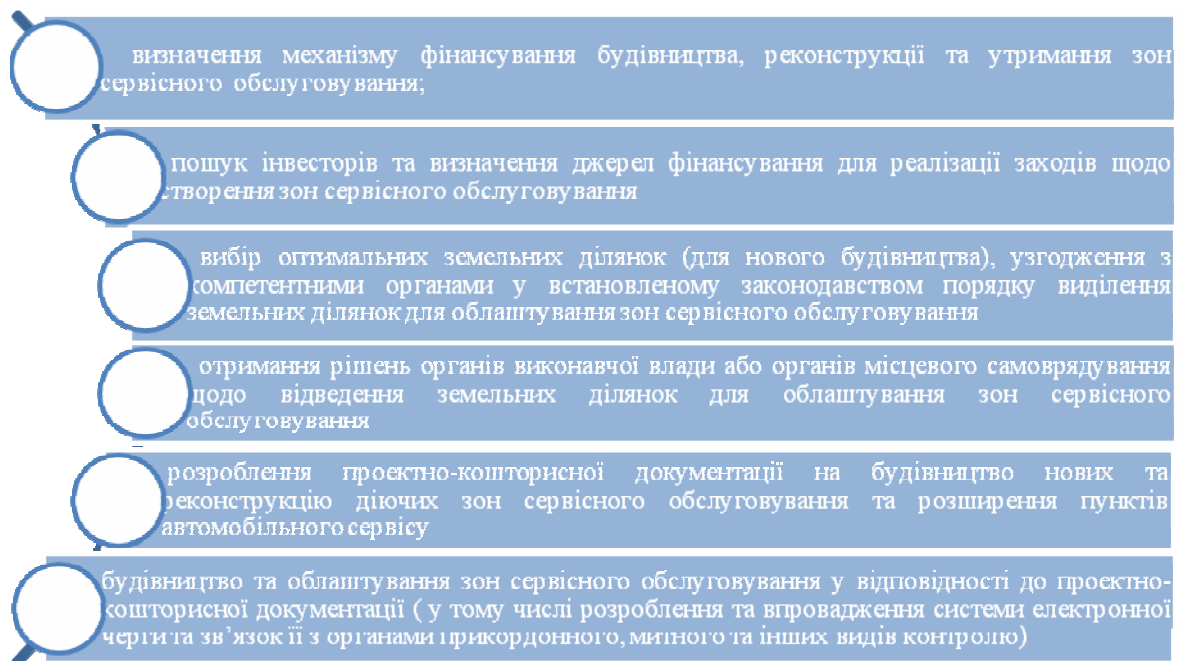 визначення механізму фінансування будівництва, реконструкції та утримання зон
сервісного обслуговування;
пошук інвесторів та визначення джерел фінансування для реалізації заходів щодо
створення зон сервісного обслуговування
вибір оптимальних земельних ділянок (для нового будівництва), узгодження з
компетентними органами у встановленому законодавством порядку виділення
земельних ділянок для облаштування зон сервісного обслуговування
отримання рішень органів виконавчої влади або органів місцевого самоврядування
щодо відведення земельних ділянок для облаштування зон сервісного
обслуговування
розроблення проектно-кошторисної документації на будівництво нових та
реконструкцію діючих зон сервісного обслуговування та розширення пунктів
автомобільного сервісу
будівництво та облаштування зон сервісного обслуговування у відповідності до проектно-
кошторисної документації ( у тому числі розроблення та впровадження системи електронної
черги та зв’язок її з органами прикордонного, митного та інших видів контролю)